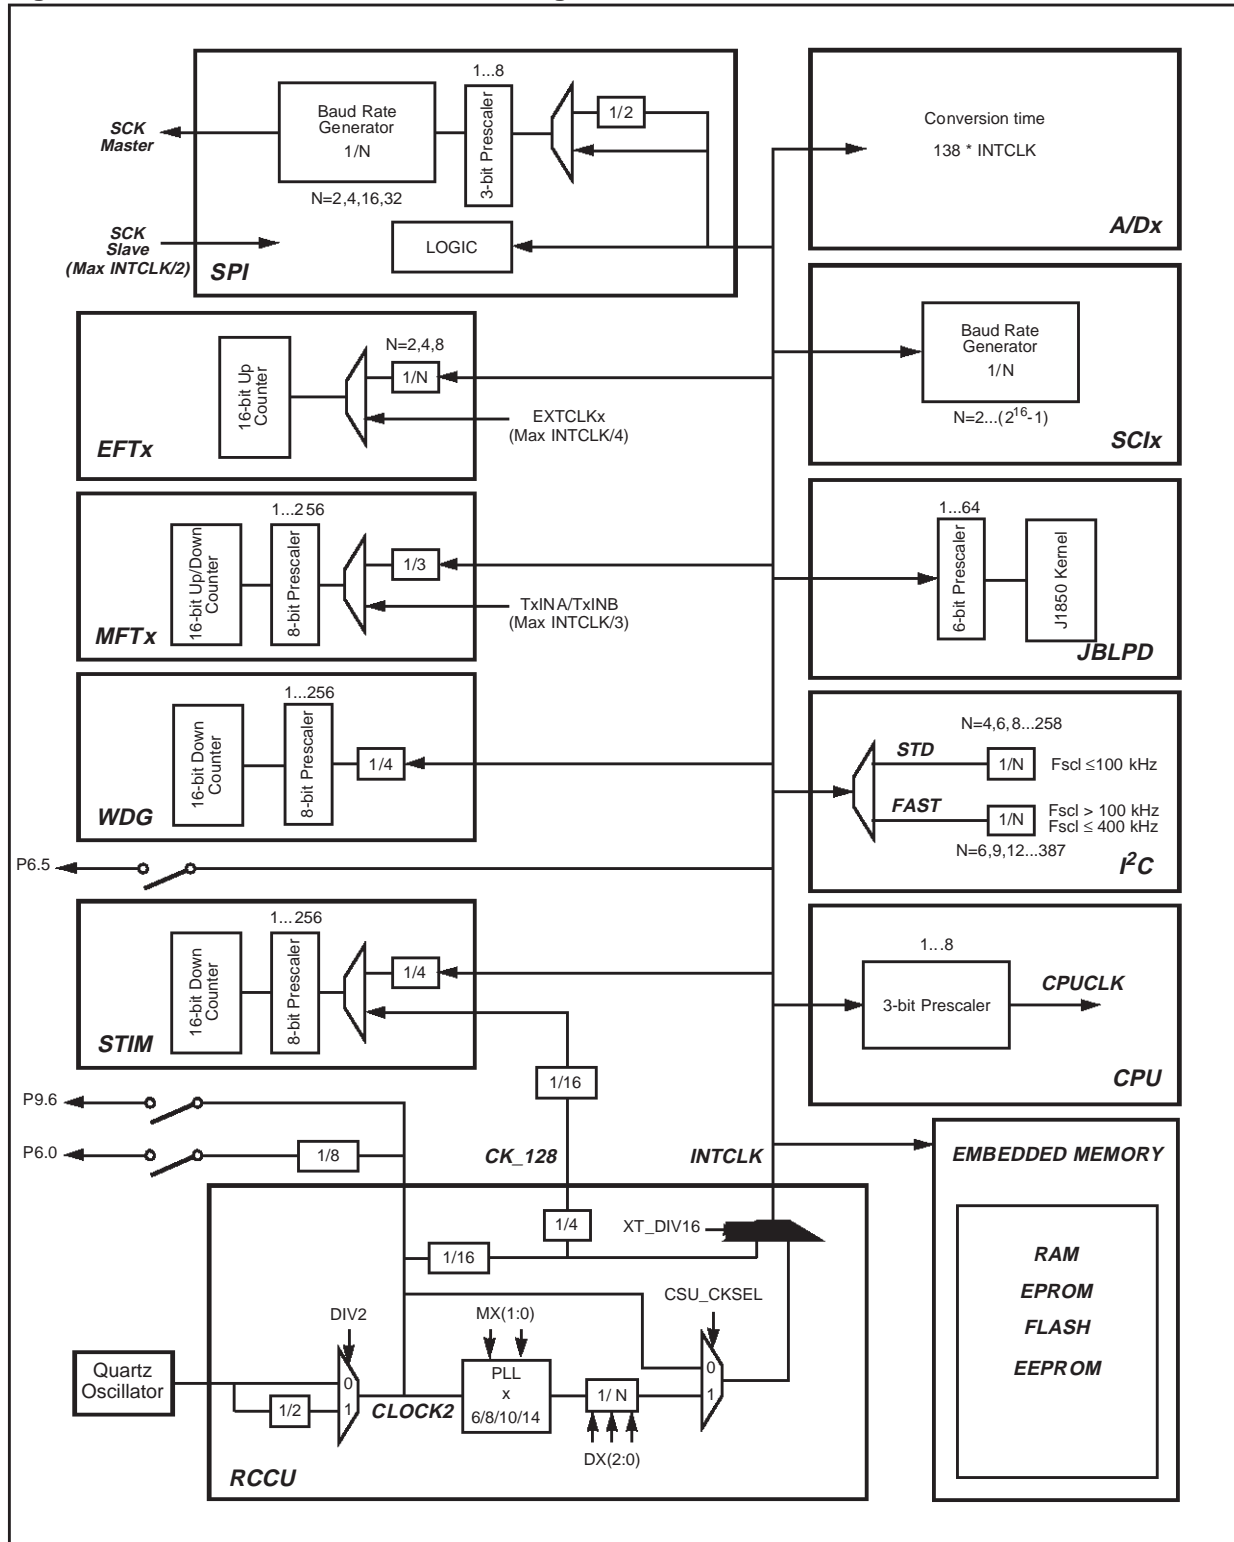 1...8
Baud Rate
Generator
1/N
N=2,4,16,32
3-bit Prescaler
1/2
SCK
Master
SCK
Slave
(Max INTCLK/2)
LOGIC
SPI
Conversion time
138 * INTCLK
A/Dx
N=2,4,8
16-bit Up
Counter
1/N
EXTCLKx
(Max INTCLK/4)
EFTx
Baud Rate
Generator
1/N
N=2...(2^16-1)
SCIx
1...256
16-bit Up/Down
Counter
8-bit Prescaler
1/3
TxINA/TxINB
(Max INTCLK/3)
MFTx
1...64
6-bit Prescaler
J1850 Kernel
JBLPD
1...256
16-bit Down
Counter
8-bit Prescaler
1/4
WDG
N=4,6,8...258
STD
1/N
Fscl ≤100 kHz
FAST
1/N
Fscl > 100 kHz
Fscl ≤ 400 kHz
N=6,9,12...387
I²C
P6.5
1...256
16-bit Down
Counter
8-bit Prescaler
1/4
STIM
1...8
3-bit Prescaler
CPUCLK
CPU
1/16
P9.6
P6.0
1/8
CK_128
INTCLK
EMBEDDED MEMORY
RAM
EPROM
FLASH
EEPROM
1/4
XT_DIV16
1/16
CSU_CKSEL
DIV2
MX(1:0)
Quartz
Oscillator
0
1/2
1
CLOCK2
PLL
x
6/8/10/14
1/ N
0
1
DX(2:0)
RCCU